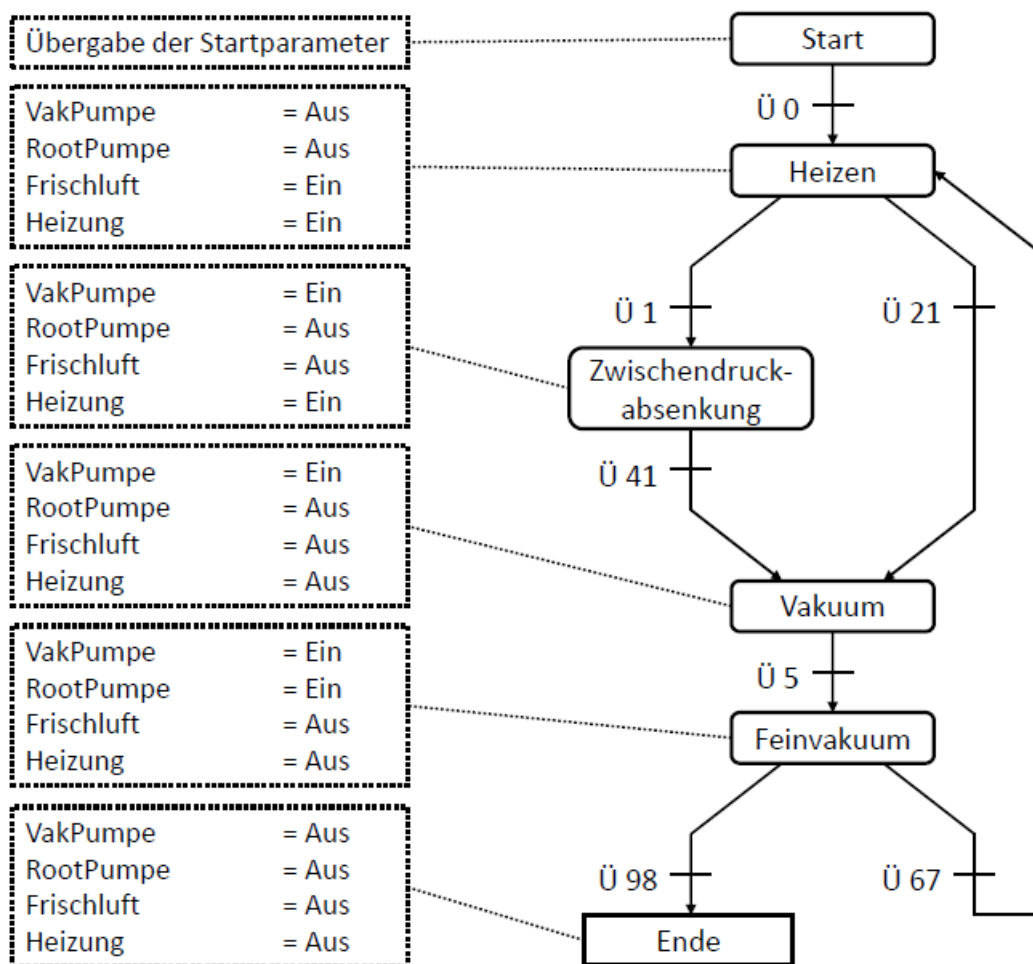 Übergabe der Startparameter
Start
Ü 0
VakPumpe = Aus
RootPumpe = Aus
Frischluft = Ein
Heizung = Ein
Heizen
Ü 1
Ü 21
VakPumpe = Ein
RootPumpe = Aus
Frischluft = Aus
Heizung = Ein
Zwischendruck-
absenkung
Ü 41
VakPumpe = Ein
RootPumpe = Aus
Frischluft = Aus
Heizung = Aus
Vakuum
Ü 5
VakPumpe = Ein
RootPumpe = Ein
Frischluft = Aus
Heizung = Aus
Feinvakuum
Ü 98
Ü 67
VakPumpe = Aus
RootPumpe = Aus
Frischluft = Aus
Heizung = Aus
Ende